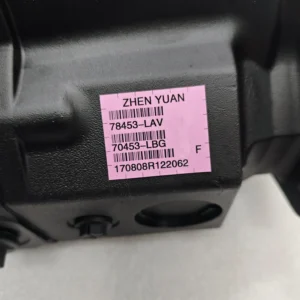 ZHEN YUAN
78453-LAV
70453-LBG
F
170808R122062